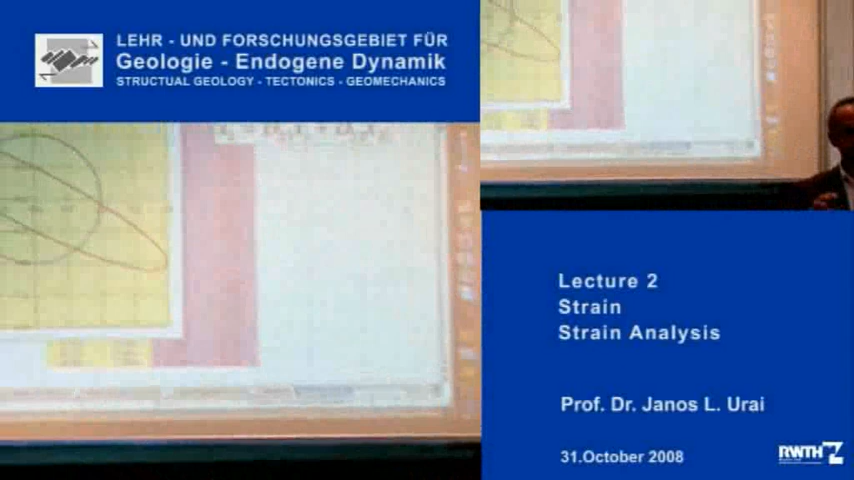 LEHR - UND FORSCHUNGSGEBIET FÜR
Geologie - Endogene Dynamik
STRUCTUAL GEOLOGY - TECTONICS - GEOMECHANICS
Lecture 2
Strain
Strain Analysis
Prof. Dr. Janos L. Urai
31.October 2008
RWTH